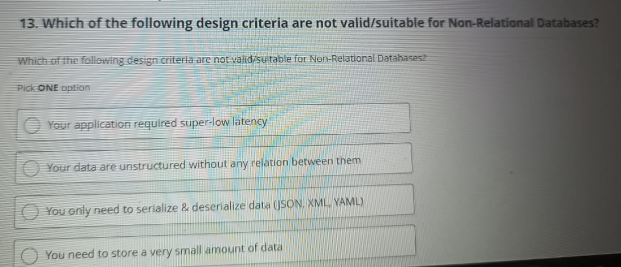 13. Which of the following design criteria are not valid/suitable for Non-Relational Databases?
Which of the following design criteria are not valid/suitable for Non-Relational Databases?
Pick ONE option
Your application required super-low latency
Your data are unstructured without any relation between them
You only need to serialize & deserialize data (JSON, XML, YAML)
You need to store a very small amount of data